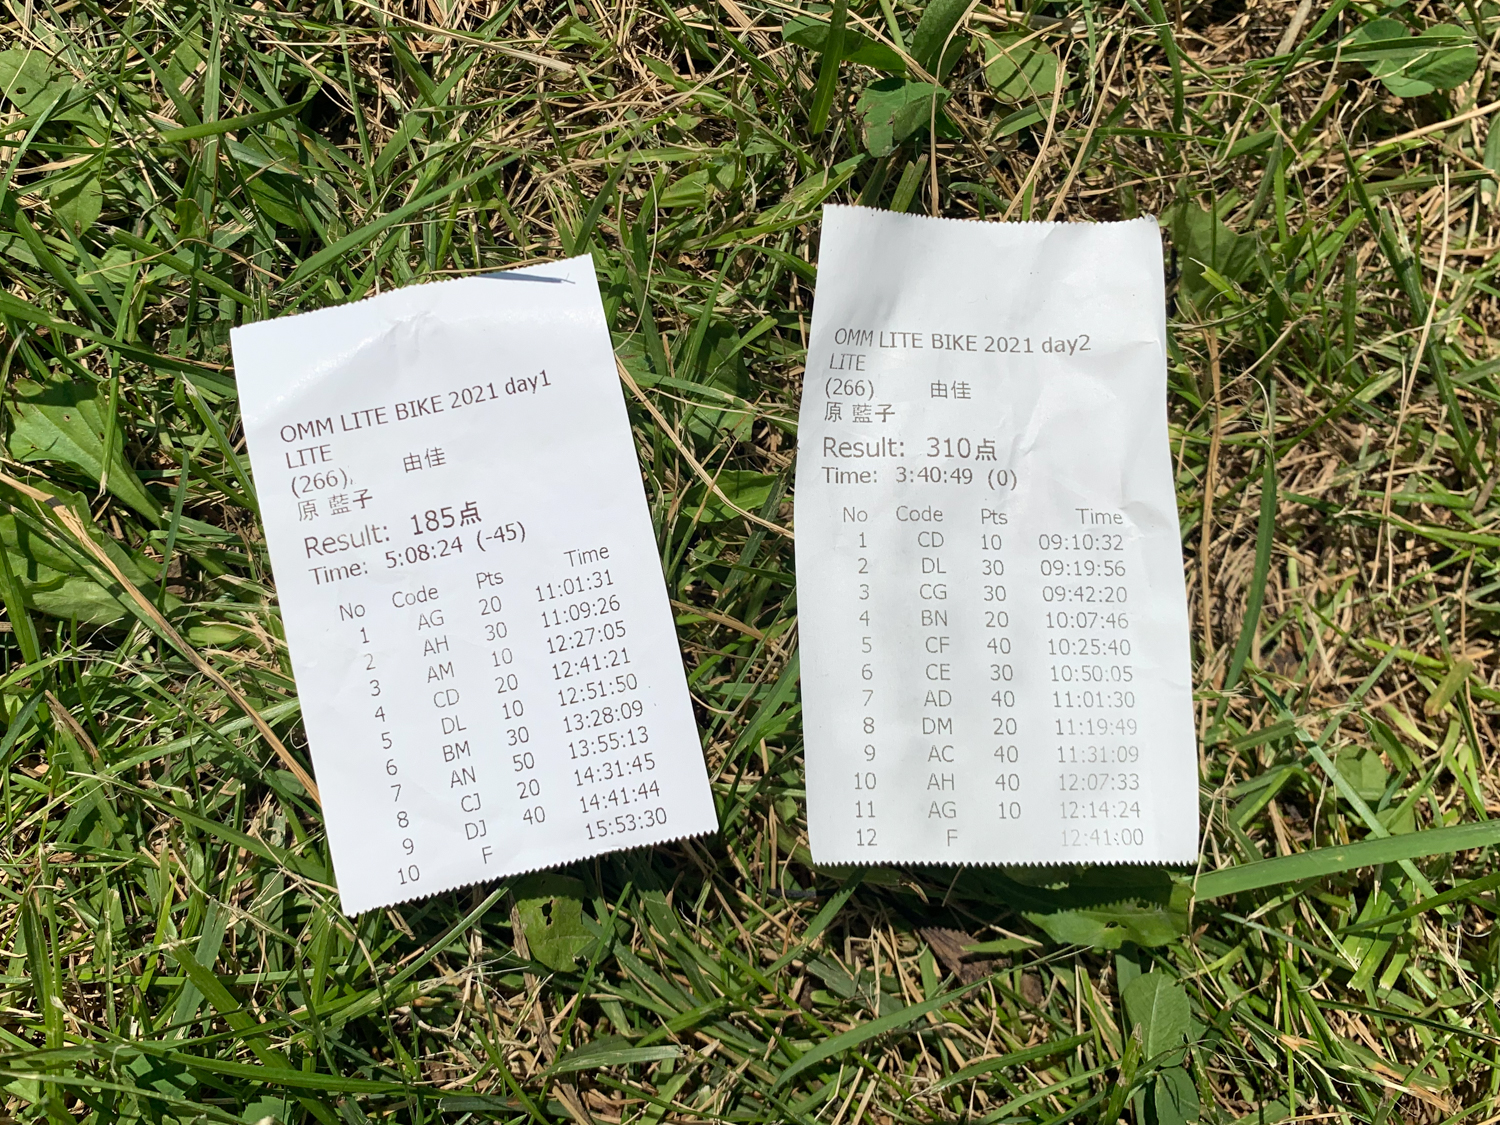 OMM LITE BIKE 2021 day1
LITE
(266), 由佳
原 藍子
Result: 185点
Time: 5:08:24 (-45)
No Code Pts Time
1 AG 20 11:01:31
2 AH 30 11:09:26
3 AM 10 12:27:05
4 CD 20 12:41:21
5 DL 10 12:51:50
6 BM 30 13:28:09
7 AN 50 13:55:13
8 CJ 20 14:31:45
9 DJ 40 14:41:44
10 F 15:53:30
OMM LITE BIKE 2021 day2
LITE
(266) 由佳
原 藍子
Result: 310点
Time: 3:40:49 (0)
No Code Pts Time
1 CD 10 09:10:32
2 DL 30 09:19:56
3 CG 30 09:42:20
4 BN 20 10:07:46
5 CF 40 10:25:40
6 CE 30 10:50:05
7 AD 40 11:01:30
8 DM 20 11:19:49
9 AC 40 11:31:09
10 AH 40 12:07:33
11 AG 10 12:14:24
12 F 12:41:00